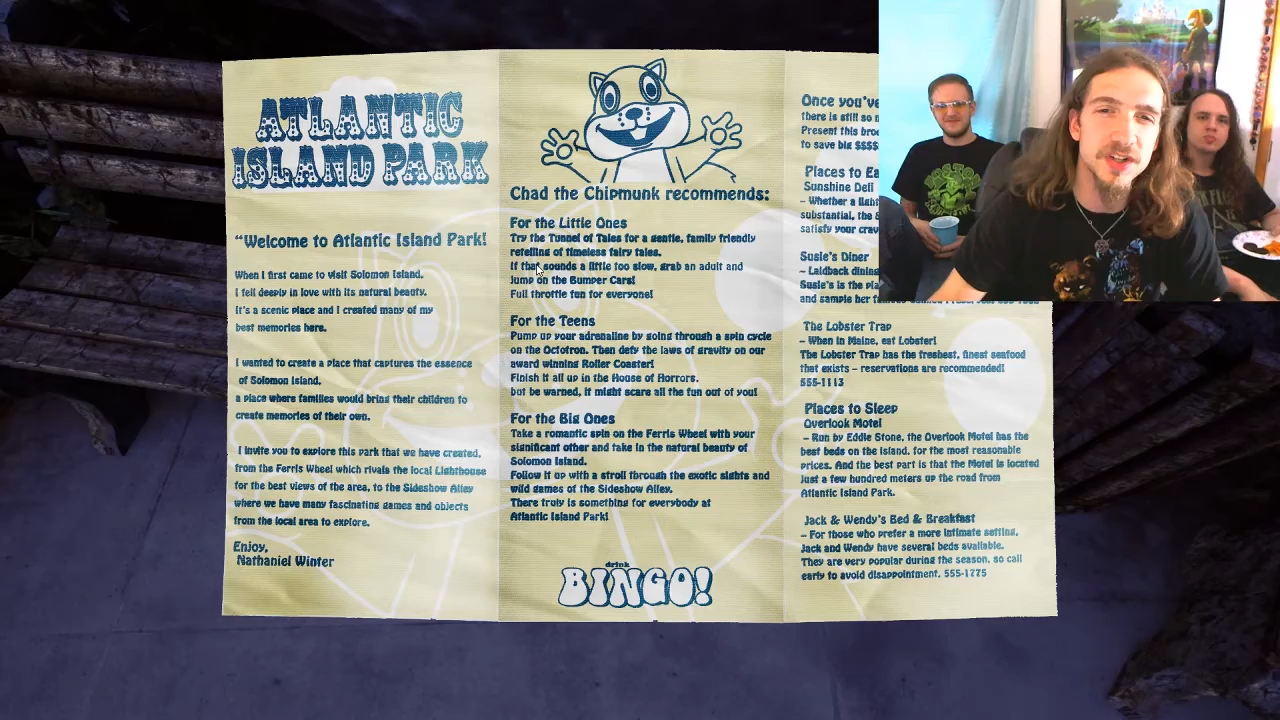 ATLANTIC
ISLAND PARK
"Welcome to Atlantic Island Park!
When I first came to visit Solomon Island,
I fell deeply in love with its natural beauty.
It's a scenic place and I created many of my
best memories here.
I wanted to create a place that captures the essence
of Solomon Island,
a place where families would bring their children to
create memories of their own.
I invite you to explore this park that we have created,
from the Ferris Wheel which rivals the local Lighthouse
for the best views of the area, to the Sideshow Alley
where we have many fascinating games and objects
from the local area to explore.
Enjoy,
Nathaniel Winter
Chad the Chipmunk recommends:
For the Little Ones
Try the Tunnel of Tales for a gentle, family friendly
retelling of timeless fairy tales.
If that sounds a little too slow, grab an adult and
jump on the Bumper Cars!
Full throttle fun for everyone!
For the Teens
Pump up your adrenaline by going through a spin cycle
on the Octotron. Then defy the laws of gravity on our
award winning Roller Coaster!
Finish it all up in the House of Horrors,
but be warned, it might scare all the fun out of you!
For the Big Ones
Take a romantic spin on the Ferris Wheel with your
significant other and take in the natural beauty of
Solomon Island.
Follow it up with a stroll through the exotic sights and
wild games of the Sideshow Alley.
There truly is something for everybody at
Atlantic Island Park!
drink
BINGO!
Once you've
there is still so
Present this
to save big $$$$
Places to
Sunshine Deli
- Whether a light
substantial, the
satisfy your
Susie's Diner
- Laidback dining
Susie's is the
and sample her
The Lobster Trap
- When in Maine, eat Lobster!
The Lobster Trap has the freshest, finest seafood
that exists - reservations are recommended!
555-1113
Places to Sleep
Overlook Motel
- Run by Eddie Stone, the Overlook Motel has the
best beds on the island, for the most reasonable
prices. And the best part is that the Motel is located
just a few hundred meters up the road from
Atlantic Island Park.
Jack & Wendy's Bed & Breakfast
- For those who prefer a more intimate setting,
Jack and Wendy have several beds available.
They are very popular during the season, so call
early to avoid disappointment. 555-1775